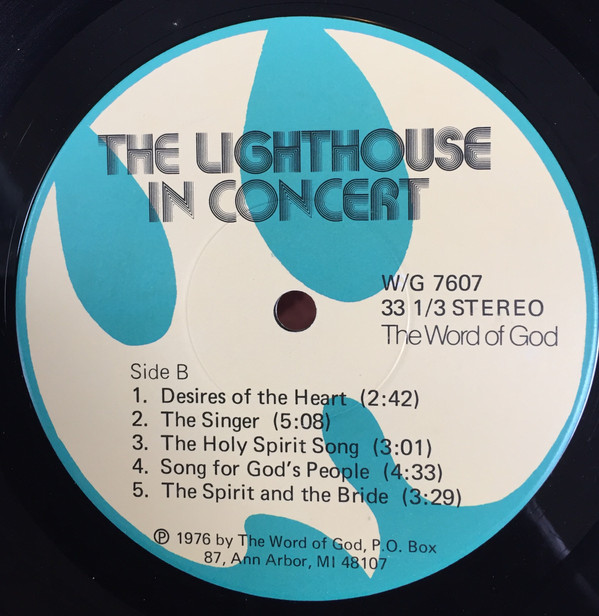 THE LIGHTHOUSE
IN CONCERT
W/G 7607
33 1/3 STEREO
The Word of God
Side B
1. Desires of the Heart (2:42)
2. The Singer (5:08)
3. The Holy Spirit Song (3:01)
4. Song for God's People (4:33)
5. The Spirit and the Bride (3:29)
℗ 1976 by The Word of God, P.O. Box
87, Ann Arbor, MI 48107